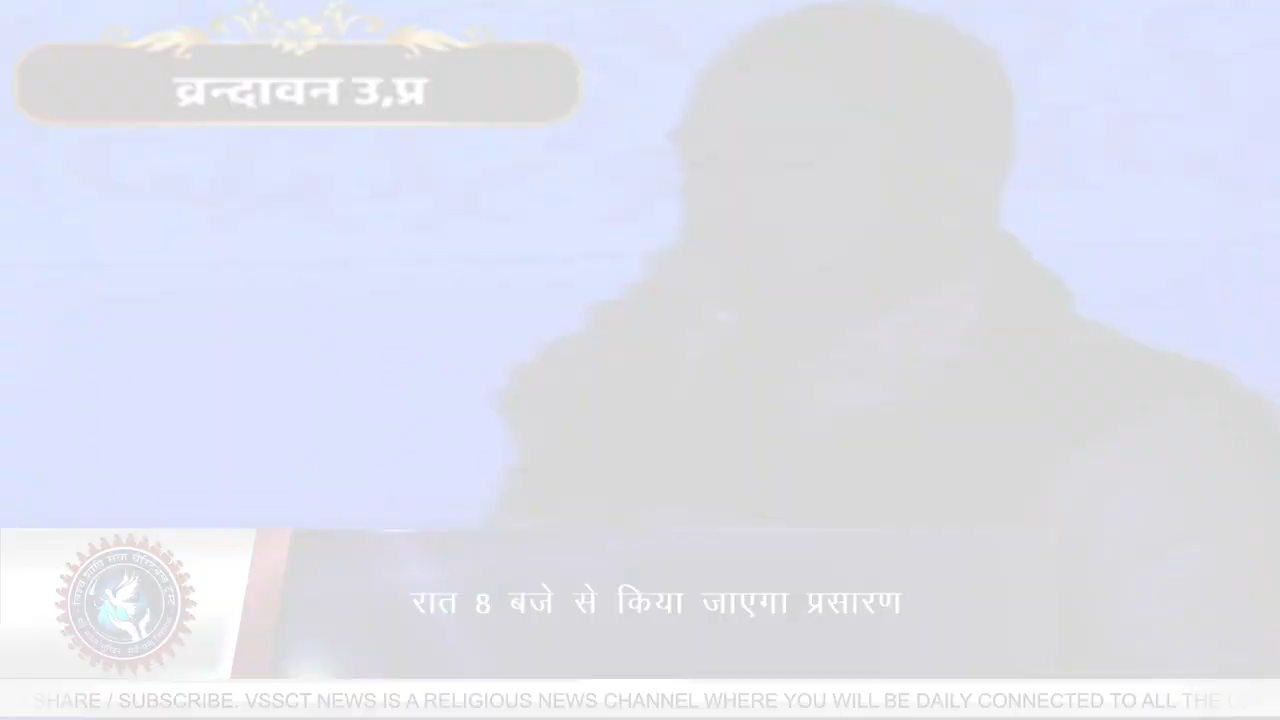 व्रन्दावन उ,प्र
रात 8 बजे से किया जाएगा प्रसारण
SHARE / SUBSCRIBE. VSSCT NEWS IS A RELIGIOUS NEWS CHANNEL WHERE YOU WILL BE DAILY CONNECTED TO ALL THE